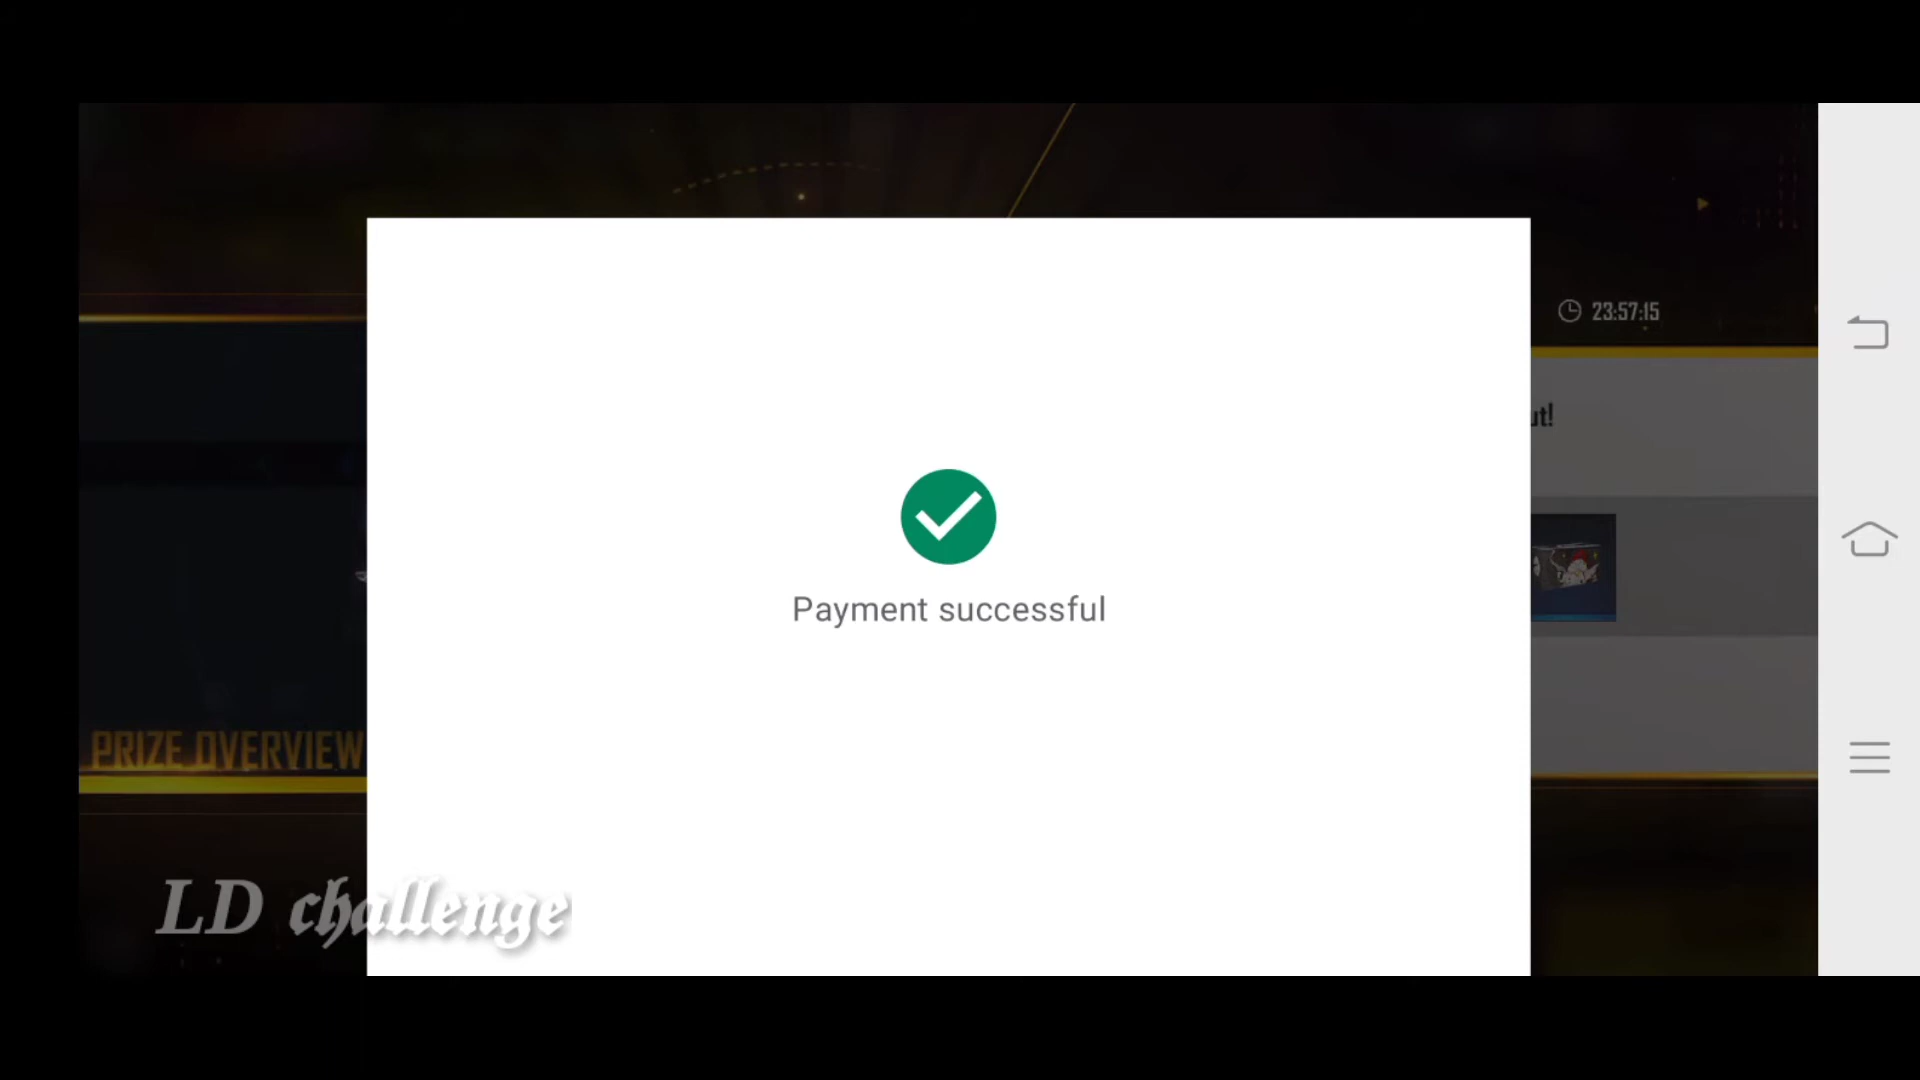 23:57:15
ut!
Payment successful
PRIZE OVERVIEW
LD challenge